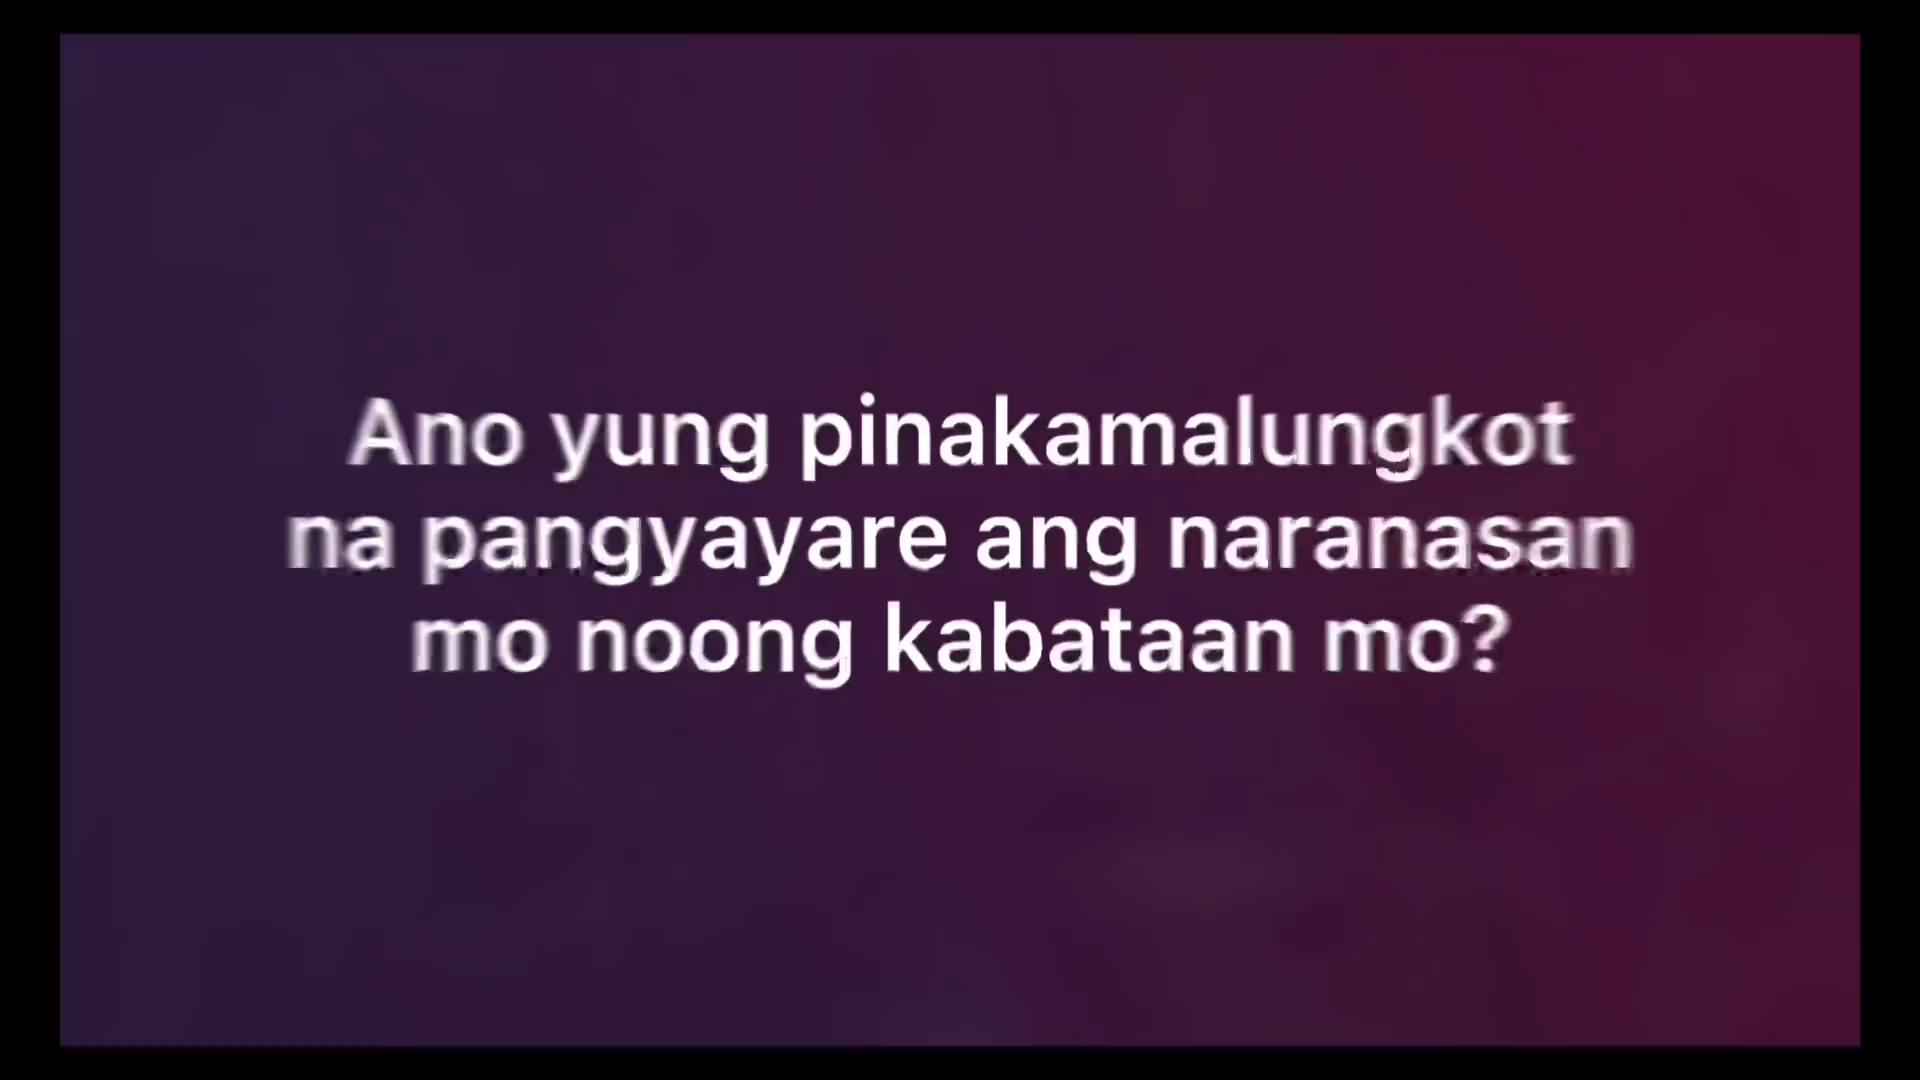 Ano yung pinakamalungkot
na pangyayare ang naranasan
mo noong kabataan mo?